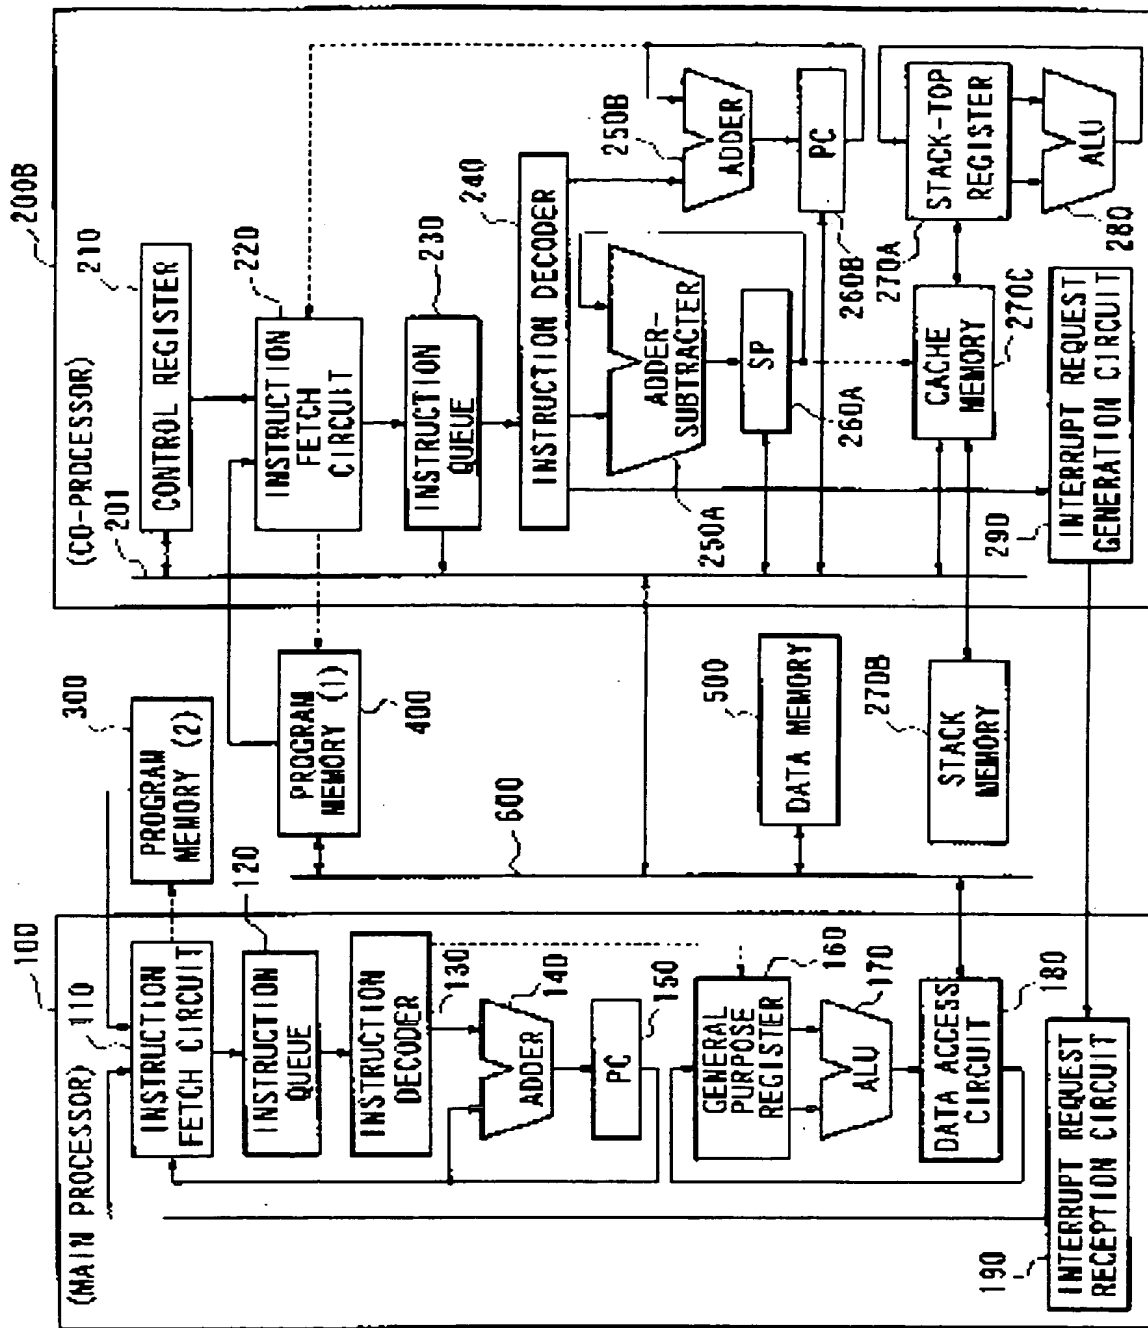 100
(MAIN PROCESSOR)
110
INSTRUCTION
FETCH CIRCUIT
120
INSTRUCTION
QUEUE
INSTRUCTION
DECODER
130
140
ADDER
150
PC
160
GENERAL
PURPOSE
REGISTER
170
ALU
180
DATA ACCESS
CIRCUIT
190
INTERRUPT REQUEST
RECEPTION CIRCUIT
300
PROGRAM
MEMORY (2)
PROGRAM
MEMORY (1)
400
600
500
DATA MEMORY
270B
STACK
MEMORY
200B
(CO-PROCESSOR)
201
210
CONTROL REGISTER
220
INSTRUCTION
FETCH
CIRCUIT
230
INSTRUCTION
QUEUE
240
INSTRUCTION DECODER
250A
ADDER-
SUBTRACTER
250B
ADDER
SP
260A
PC
260B
270A
STACK-TOP
REGISTER
CACHE
MEMORY
270C
ALU
280
290
INTERRUPT REQUEST
GENERATION CIRCUIT